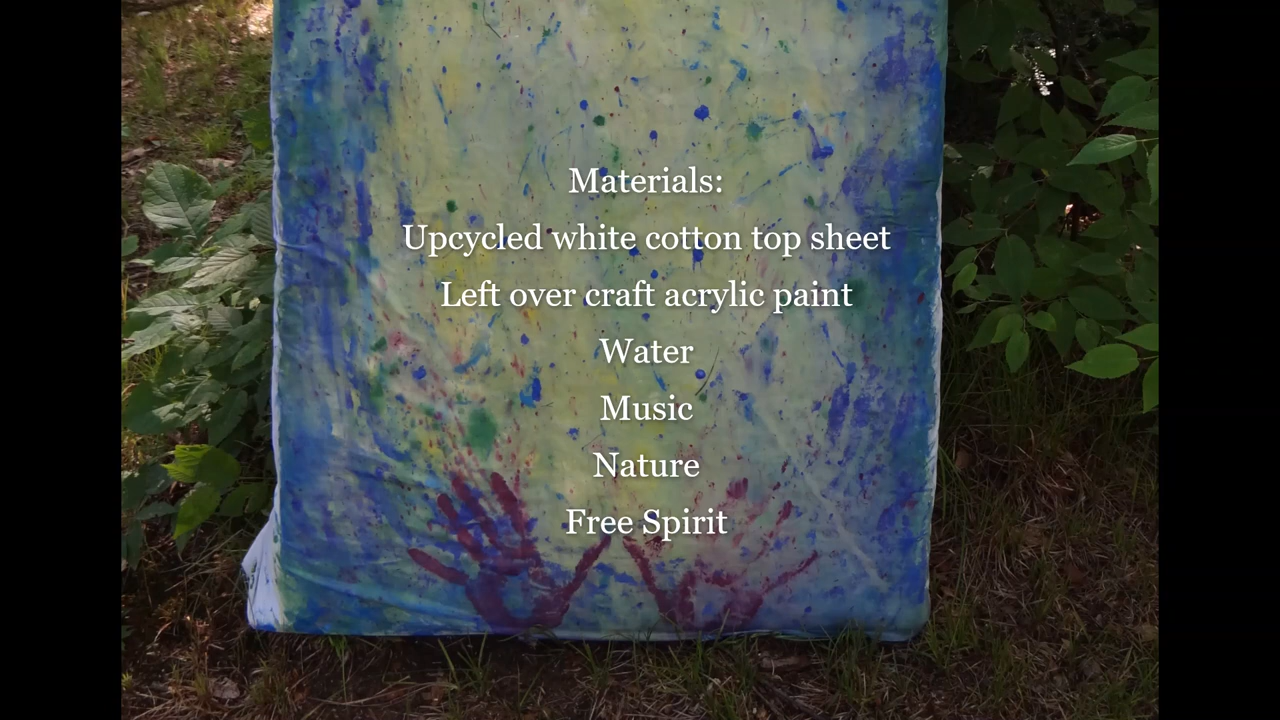 Materials:
Upcycled white cotton top sheet
Left over craft acrylic paint
Water
Music
Nature
Free Spirit